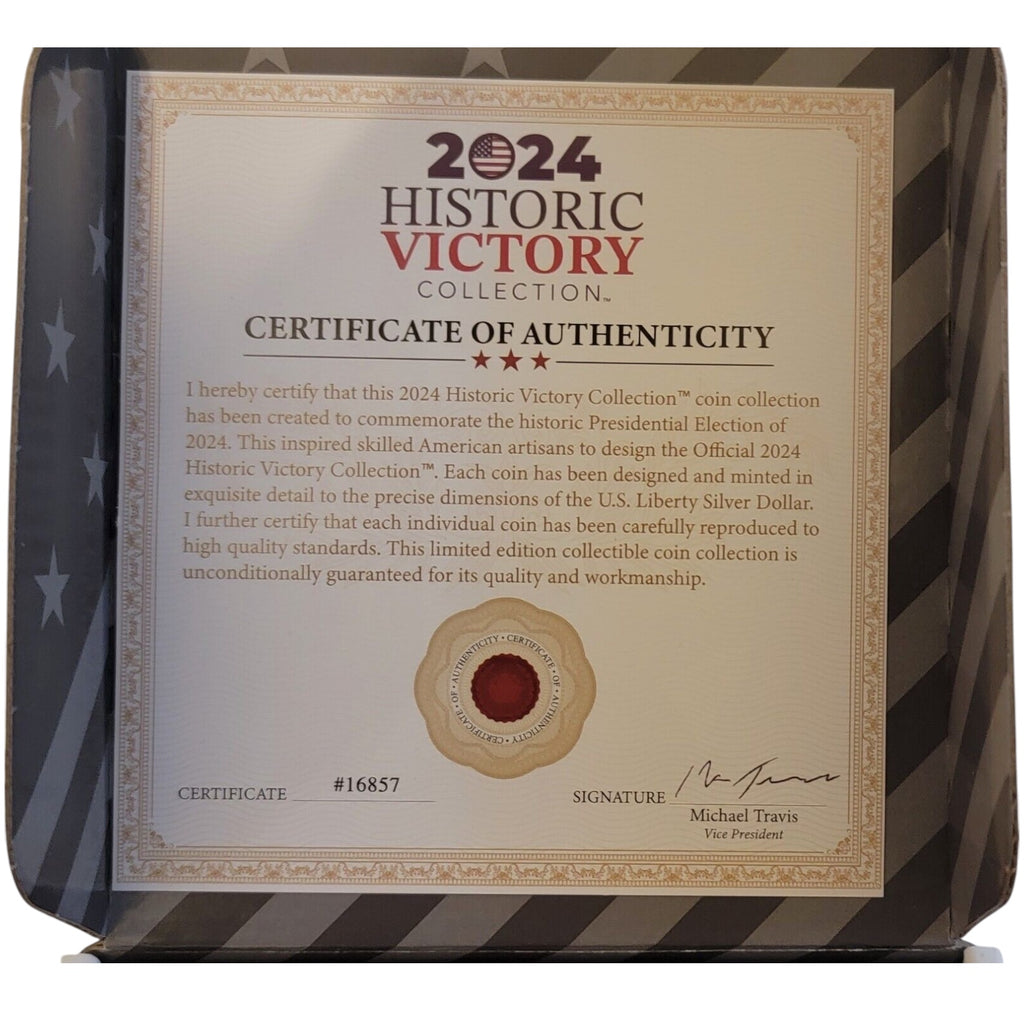 2024
HISTORIC
VICTORY
COLLECTION™
CERTIFICATE OF AUTHENTICITY
I hereby certify that this 2024 Historic Victory Collection™ coin collection
has been created to commemorate the historic Presidential Election of
2024. This inspired skilled American artisans to design the Official 2024
Historic Victory Collection™. Each coin has been designed and minted in
exquisite detail to the precise dimensions of the U.S. Liberty Silver Dollar.
I further certify that each individual coin has been carefully reproduced to
high quality standards. This limited edition collectible coin collection is
unconditionally guaranteed for its quality and workmanship.
CERTIFICATE • OF • AUTHENTICITY • CERTIFICATE • OF • AUTHENTICITY •
CERTIFICATE #16857
SIGNATURE
Michael Travis
Vice President